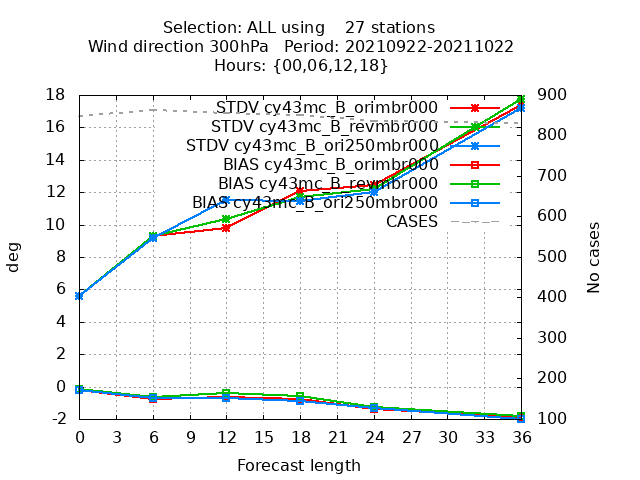 Selection: ALL using    27 stations
Wind direction 300hPa   Period: 20210922-20211022
Hours: {00,06,12,18}
18 900
STDV cy43mc_B_orimbr000
16 STDV cy43mc_B_revmbr000 800
14 STDV cy43mc_B_ori250mbr000
BIAS cy43mc_B_orimbr000 700
12 BIAS cy43mc_B_revmbr000
BIAS cy43mc_B_ori250mbr000 600
10 CASES
8 500
6 400
4 300
2
0 200
-2 100
deg
No cases
0 3 6 9 12 15 18 21 24 27 30 33 36
Forecast length